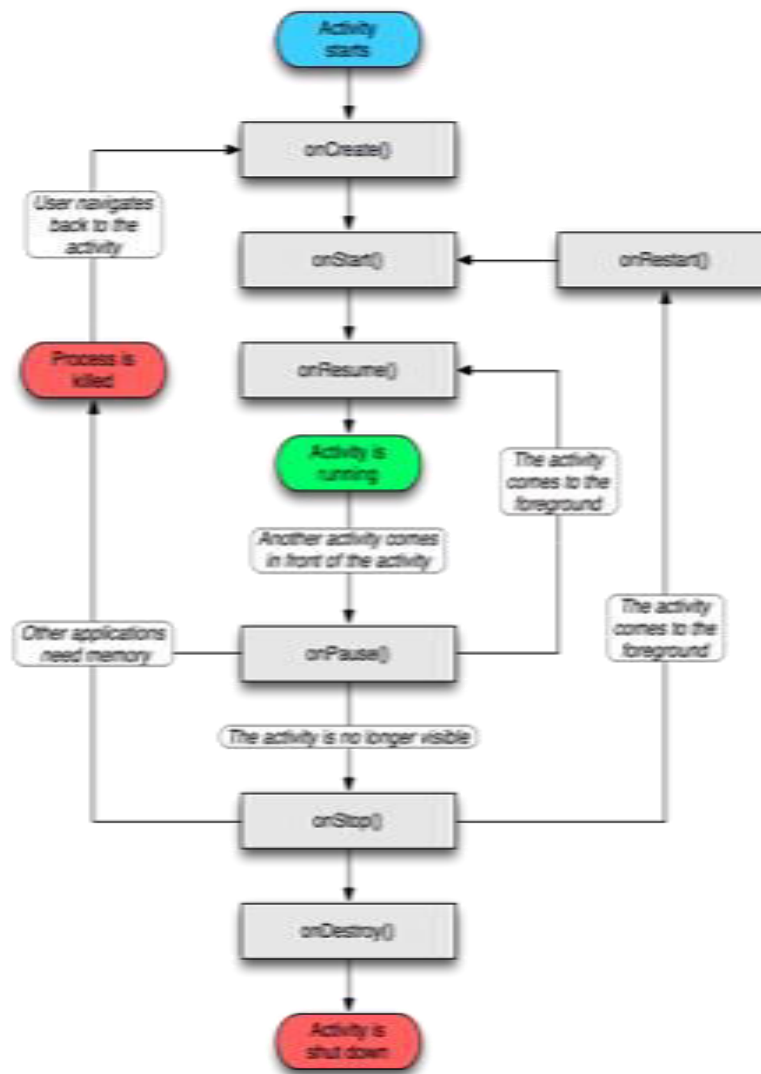 Activity
starts
onCreate()
User navigates
back to the
activity
onStart()
onRestart()
Process is
killed
onResume()
Activity is
running
The activity
comes to the
foreground
Another activity comes
in front of the activity
The activity
comes to the
foreground
Other applications
need memory
onPause()
The activity is no longer visible
onStop()
onDestroy()
Activity is
shut down